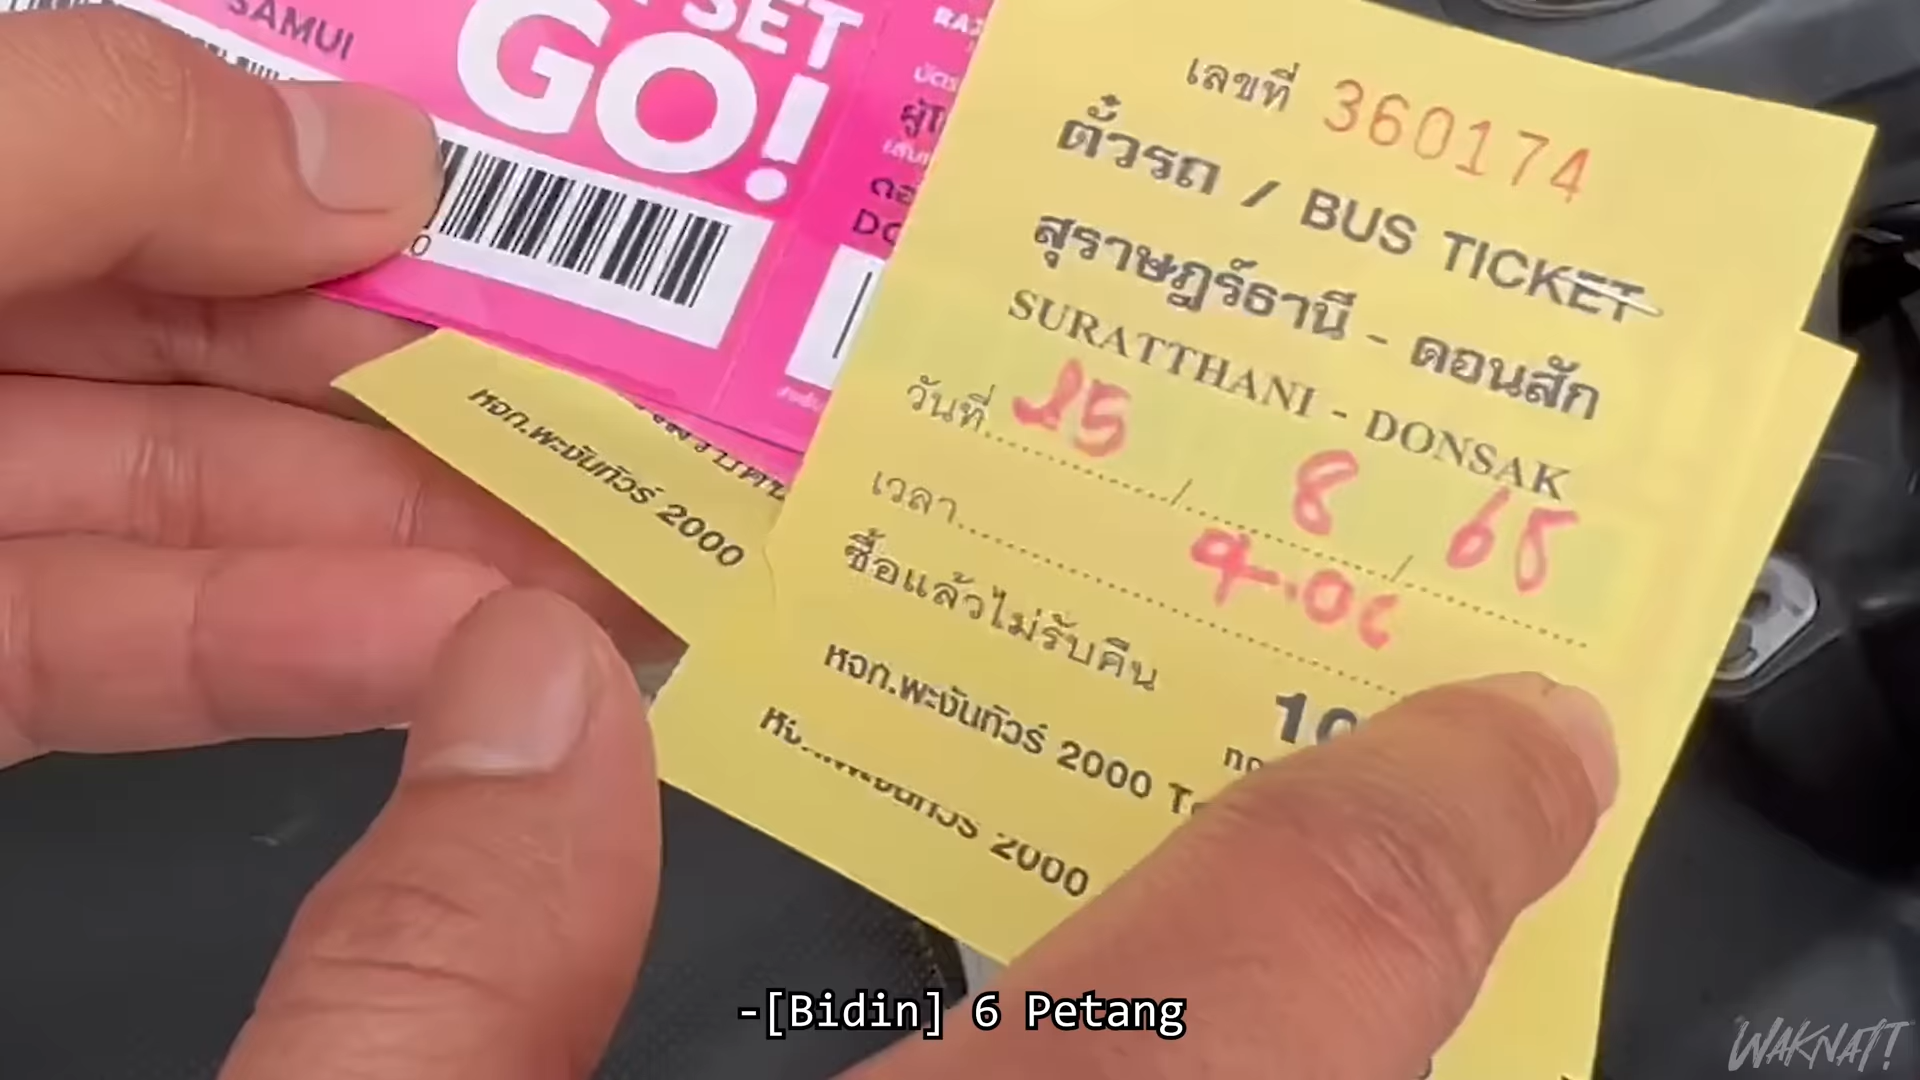 SAMUI
SET
GO!
0
เลขที่ 360174
ตั๋วรถ / BUS TICKET
สุราษฎร์ธานี - ดอนสัก
SURATTHANI - DONSAK
วันที่ 25 / 8 / 65
เวลา
ซื้อแล้วไม่รับคืน
หจก.พะงันทัวร์ 2000
หจก.พะงันทัวร์ 2000
พะงันทัวร์ 2000
-[Bidin] 6 Petang
WAKNAT!